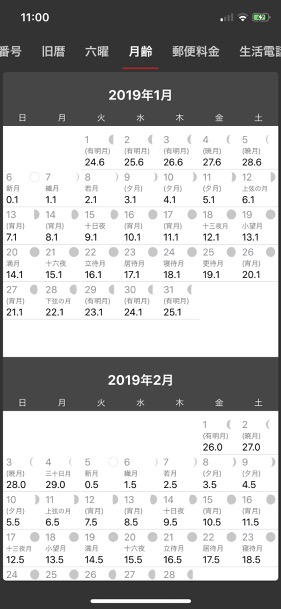 11:00
番号 旧暦 六曜 月齢 郵便料金 生活電話
2019年1月
日 月 火 水 木 金 土
1 2 3 4 5
(有明月) (有明月) (有明月) (暁月) (暁月)
24.6 25.6 26.6 27.6 28.6
6 7 8 9 10 11 12
新月 繊月 若月 (夕月) (夕月) (夕月) 上弦の月
0.1 1.1 2.1 3.1 4.1 5.1 6.1
13 14 15 16 17 18 19
(宵月) (宵月) 十日夜 (宵月) (宵月) 十三夜月 小望月
7.1 8.1 9.1 10.1 11.1 12.1 13.1
20 21 22 23 24 25 26
満月 十六夜 立待月 居待月 寝待月 更待月 (宵月)
14.1 15.1 16.1 17.1 18.1 19.1 20.1
27 28 29 30 31
(宵月) 下弦の月 (有明月) (有明月) (有明月)
21.1 22.1 23.1 24.1 25.1
2019年2月
日 月 火 水 木 金 土
1 2
(有明月) (暁月)
26.0 27.0
3 4 5 6 7 8 9
(暁月) 三十日月 新月 繊月 若月 (夕月) (夕月)
28.0 29.0 0.5 1.5 2.5 3.5 4.5
10 11 12 13 14 15 16
(夕月) 上弦の月 (宵月) (宵月) 十日夜 (宵月) (宵月)
5.5 6.5 7.5 8.5 9.5 10.5 11.5
17 18 19 20 21 22 23
十三夜月 小望月 満月 十六夜 立待月 居待月 寝待月
12.5 13.5 14.5 15.5 16.5 17.5 18.5
24 25 26 27 28